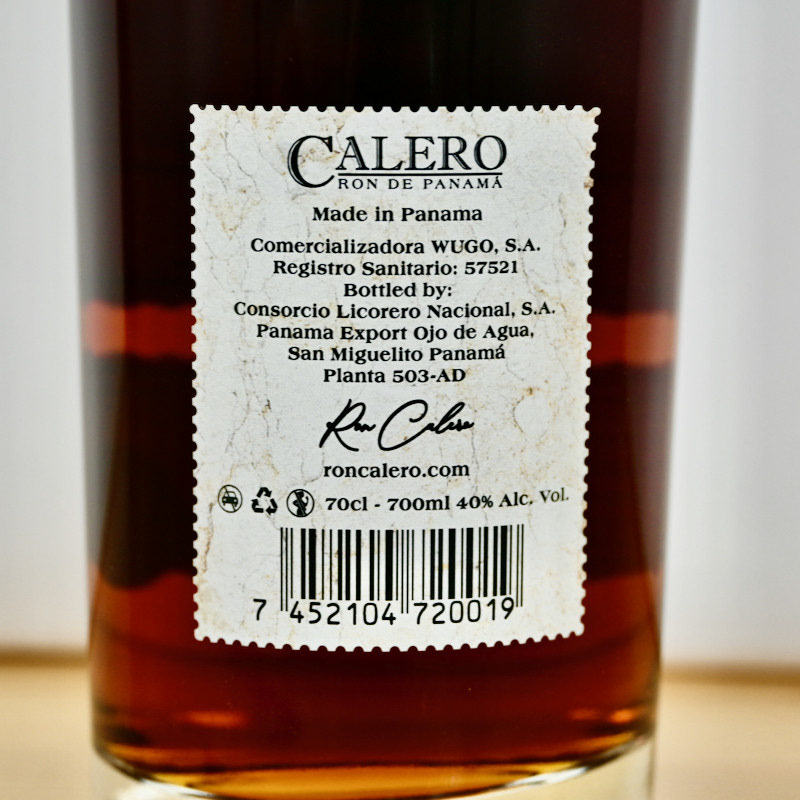 CALERO
RON DE PANAMÁ
Made in Panama
Comercializadora WUGO, S.A.
Registro Sanitario: 57521
Bottled by:
Consorcio Licorero Nacional, S.A.
Panama Export Ojo de Agua,
San Miguelito Panamá
Planta 503-AD
Ron Calero
roncalero.com
70cl - 700ml 40% Alc. Vol.
7 452104 720019